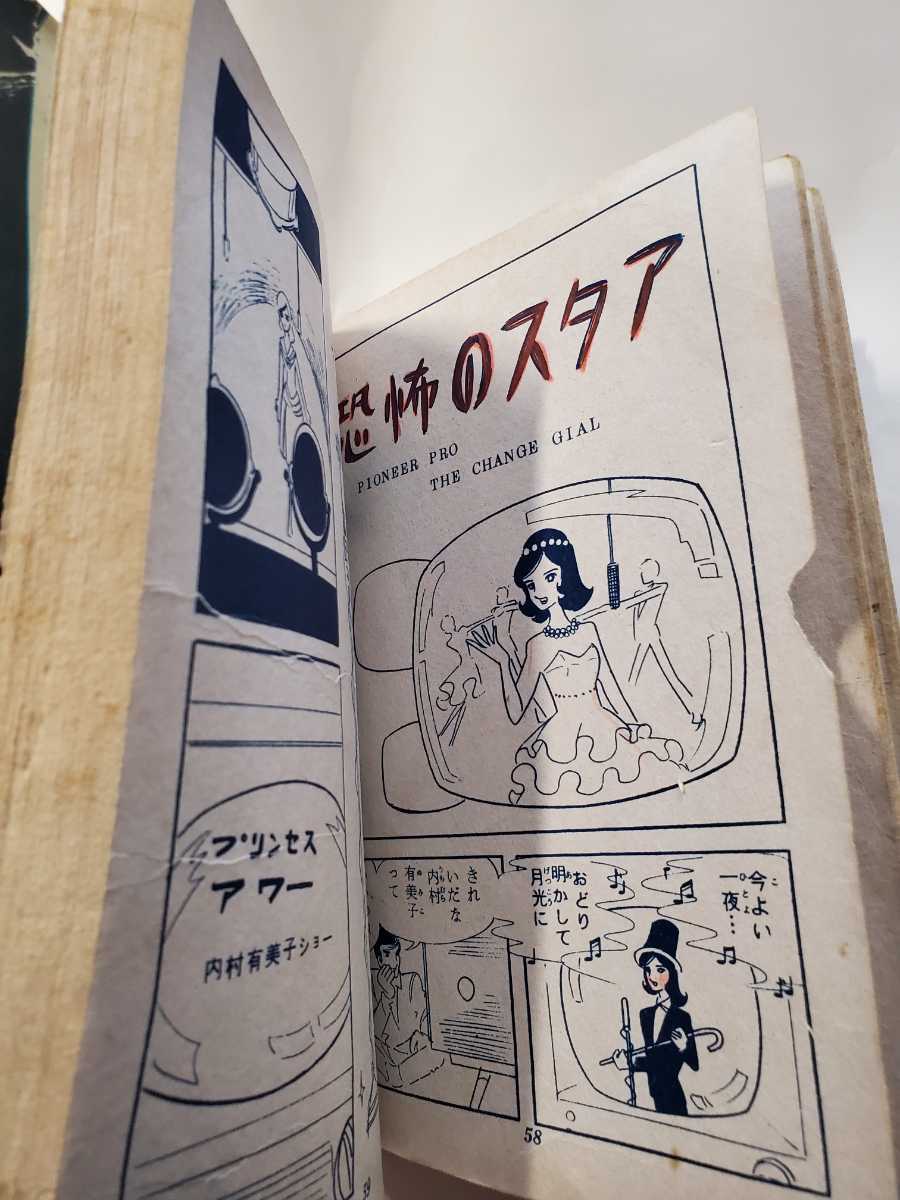 恐怖のスタア
PIONEER PRO
THE CHANGE GIAL
今よい
一夜…
おどり
明かして
月光に
きれ
いだな
内村
有美子
って
58
プリンセス
アワー
内村有美子ショー